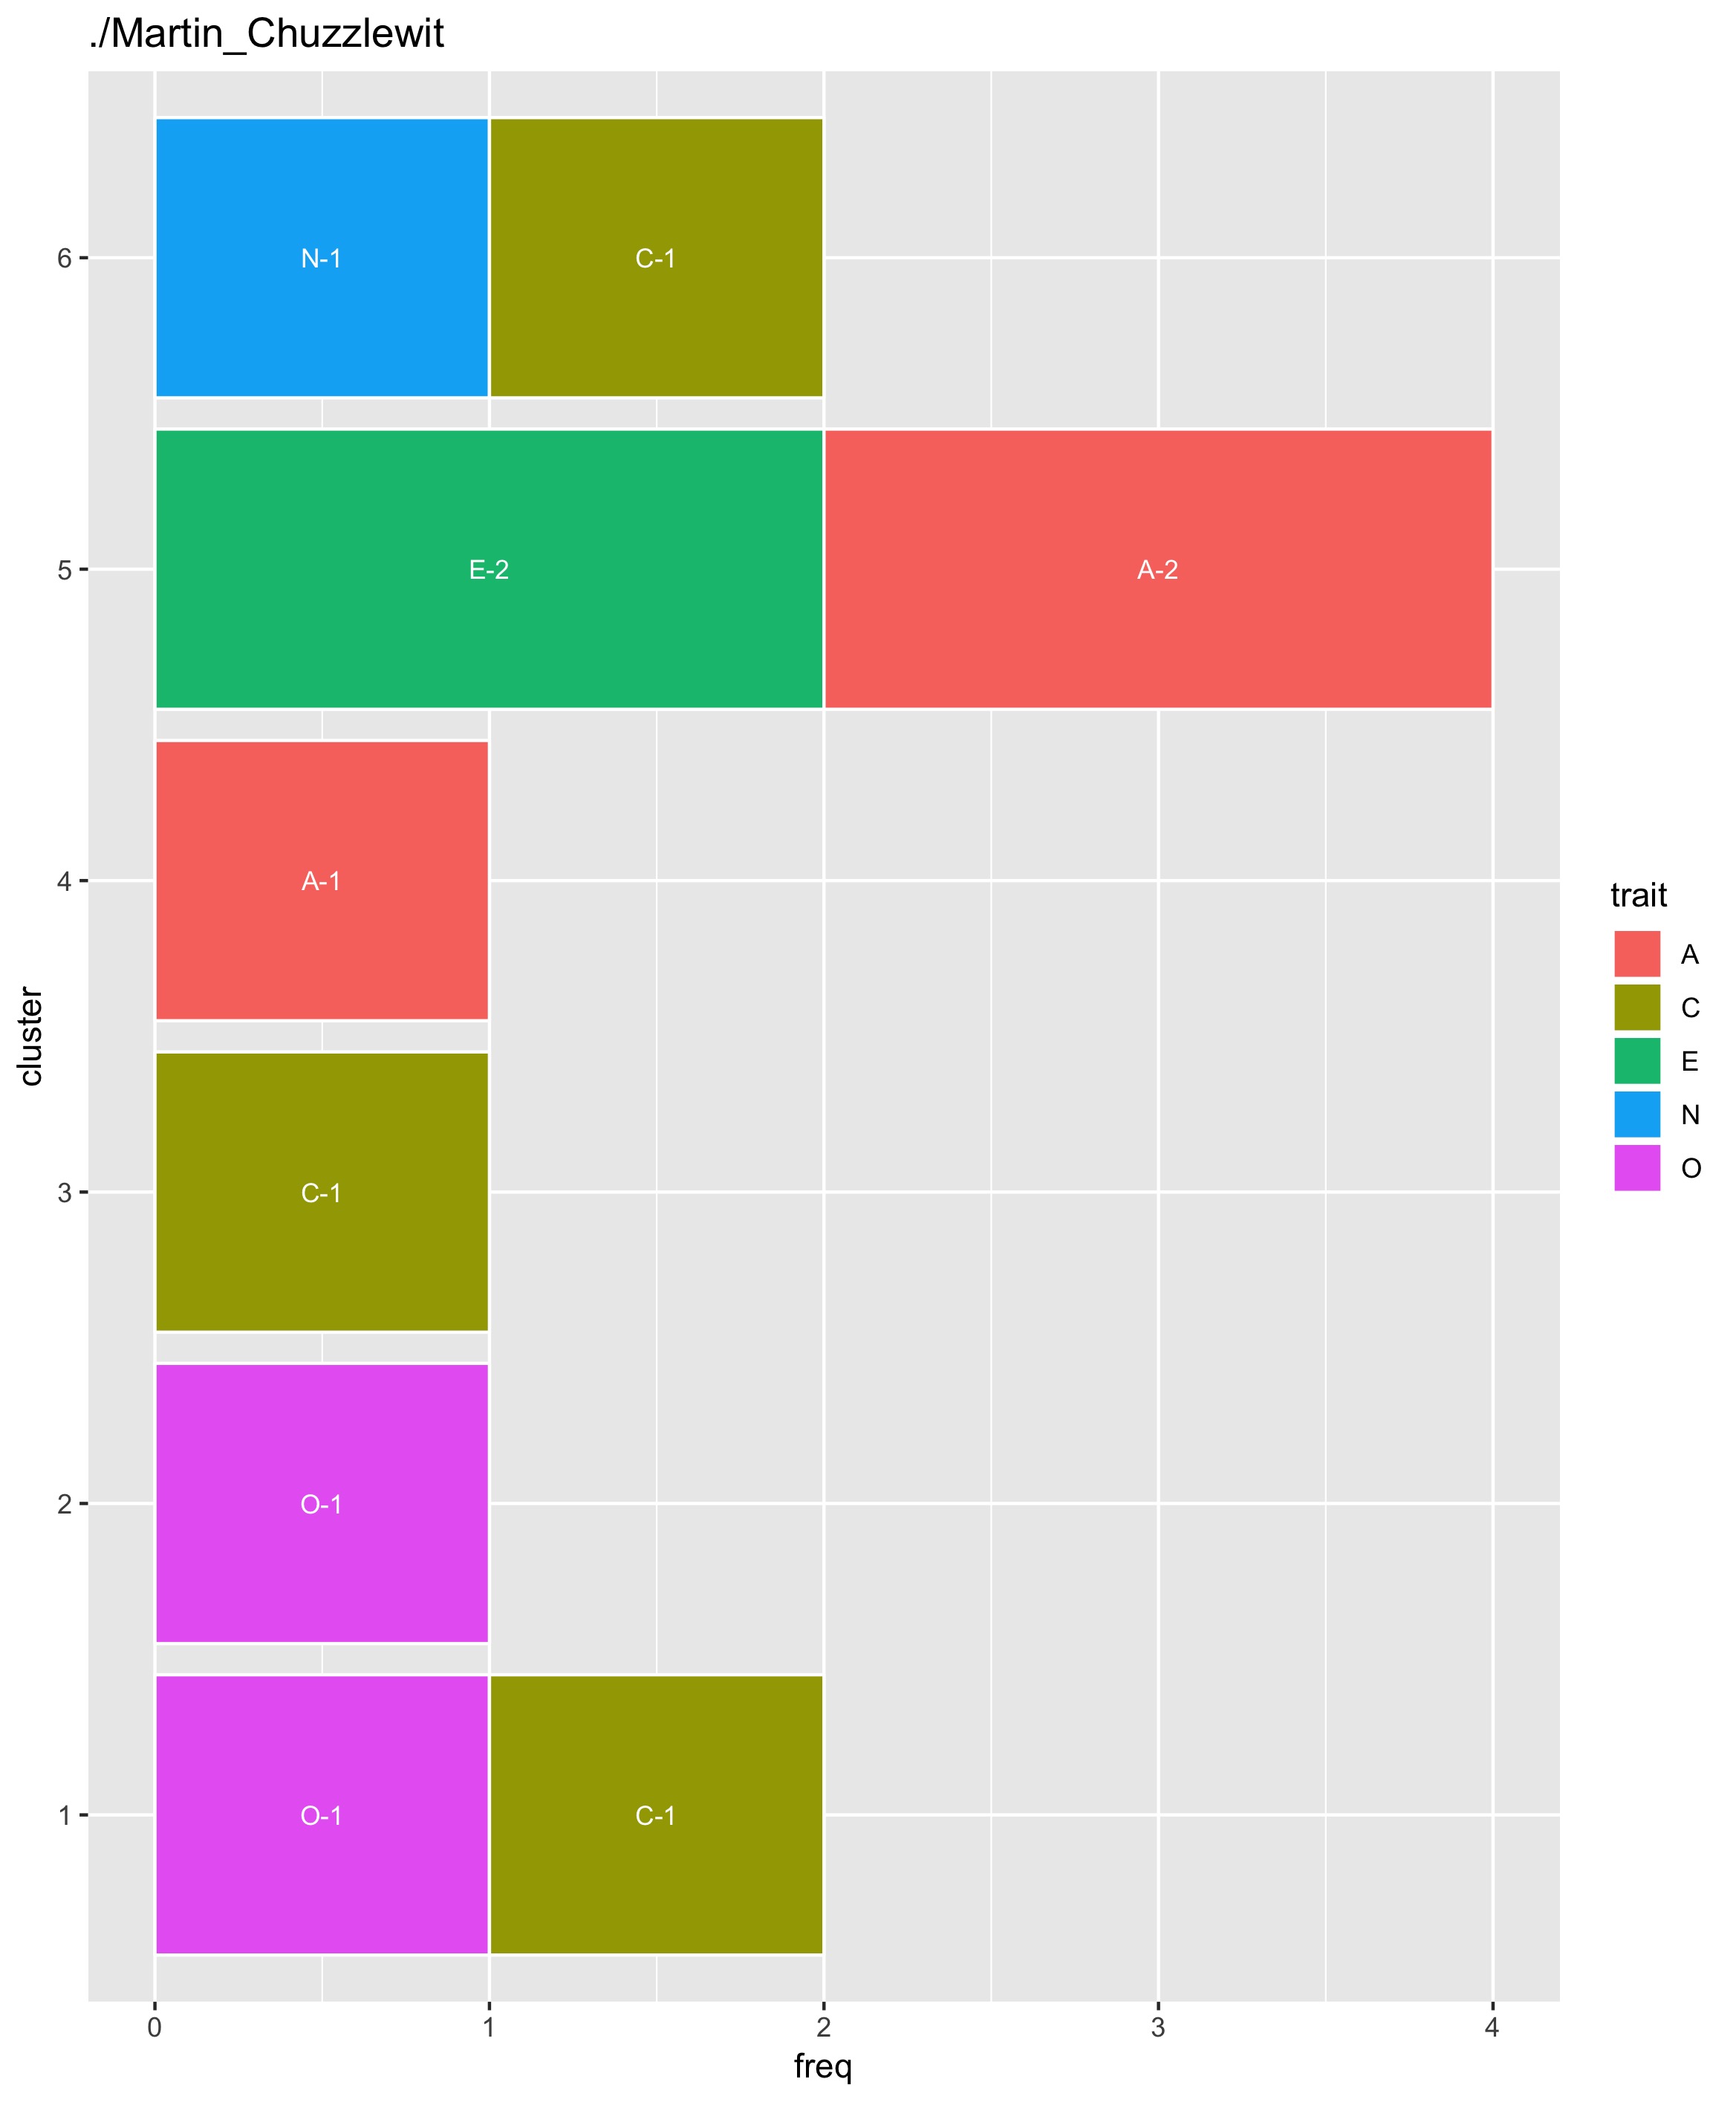 ./Martin_Chuzzlewit
cluster
6
N-1 C-1
5
E-2 A-2
4
A-1
3
C-1
2
O-1
1
O-1 C-1
0 1 2 3 4
freq
trait
A
C
E
N
O